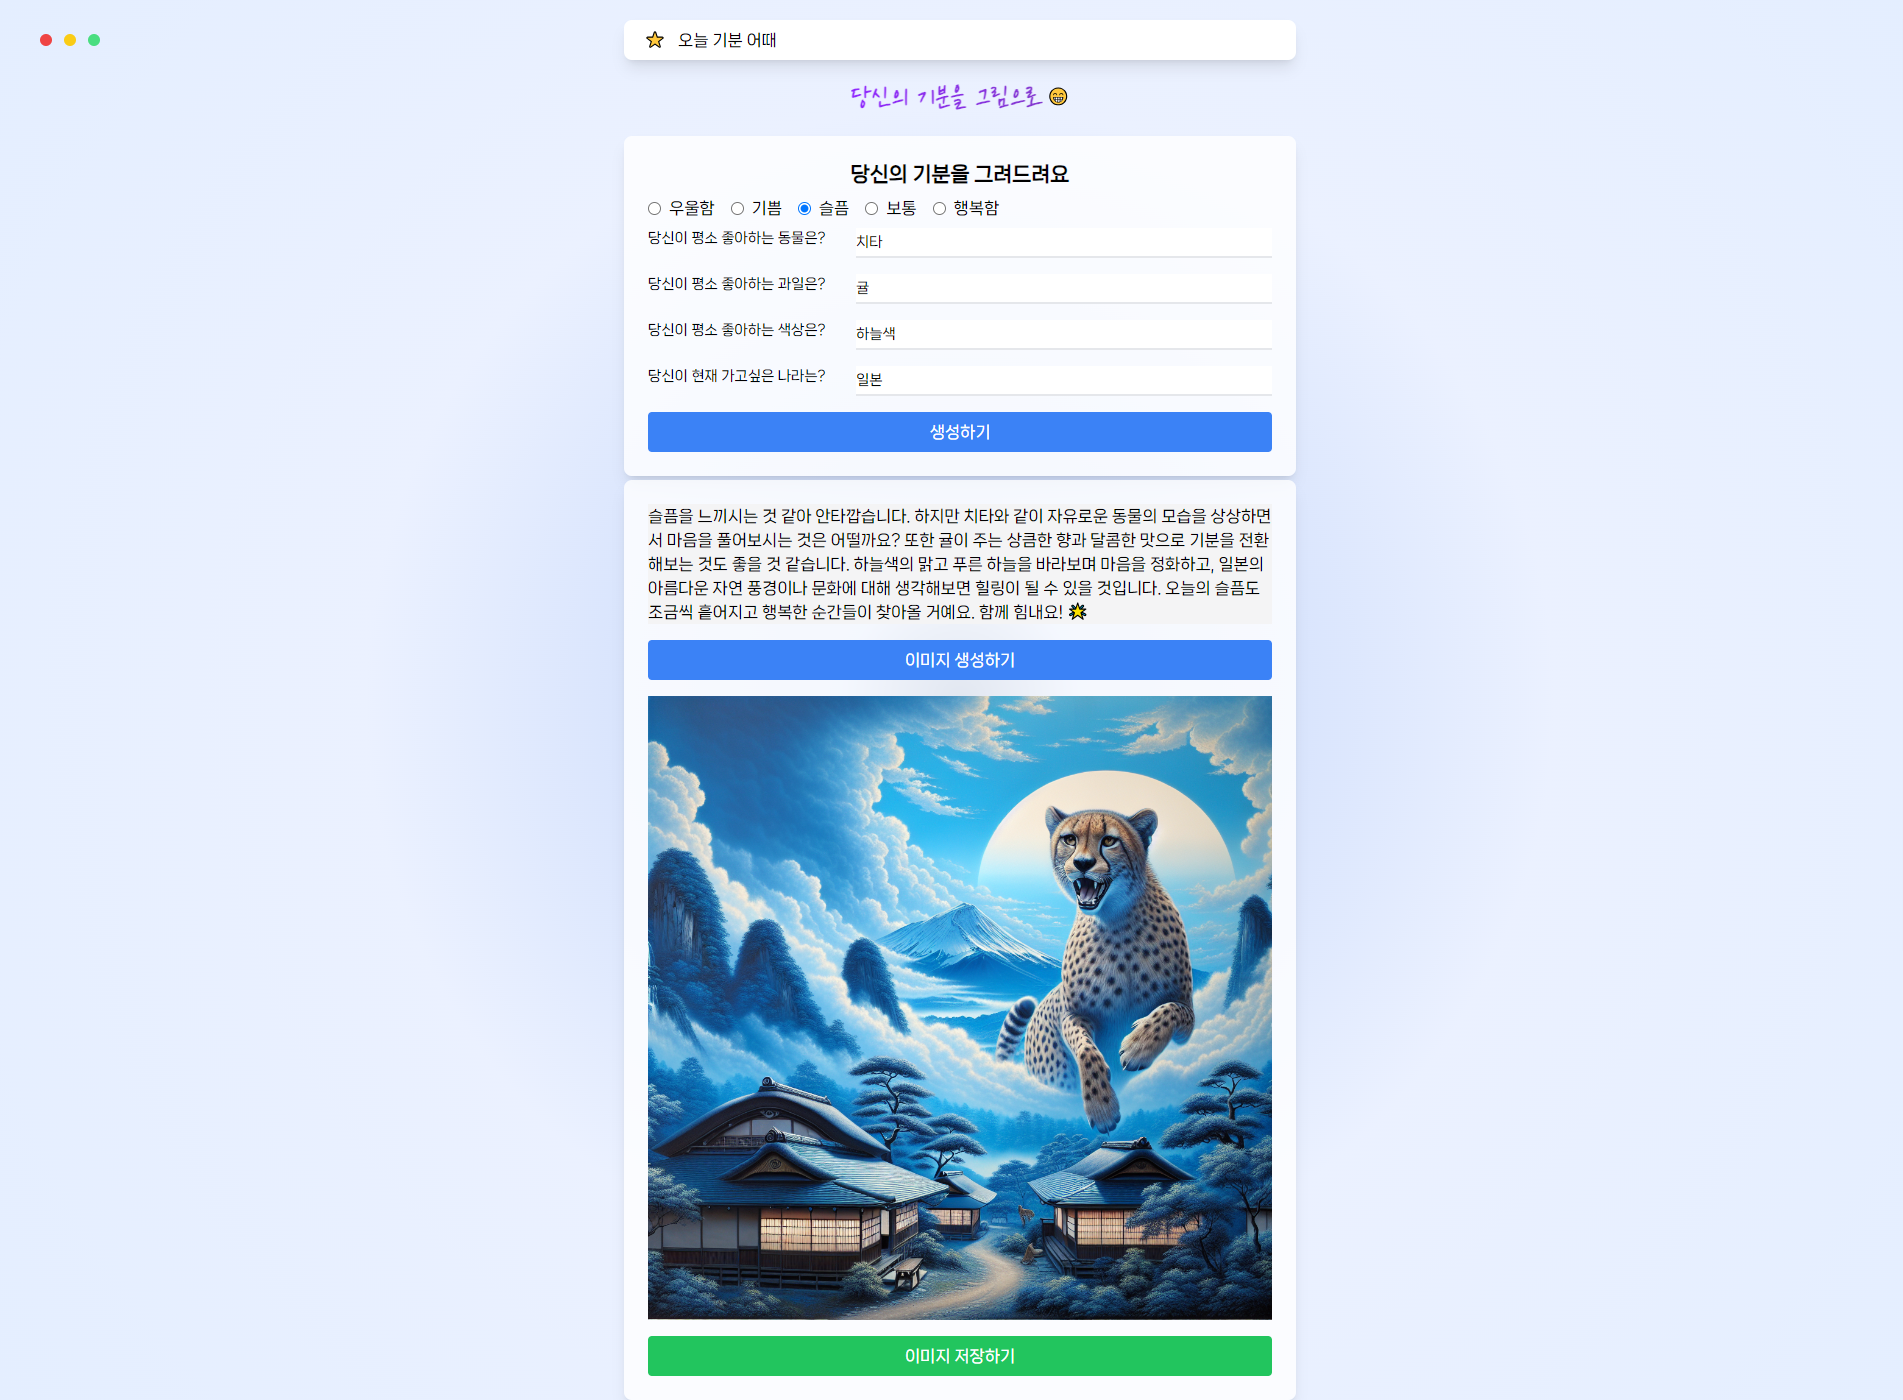 오늘 기분 어때
당신의 기분을 그림으로 😁
당신의 기분을 그려드려요
우울함 기쁨 슬픔 보통 행복함
당신이 평소 좋아하는 동물은? 치타
당신이 평소 좋아하는 과일은? 귤
당신이 평소 좋아하는 색상은? 하늘색
당신이 현재 가고싶은 나라는? 일본
생성하기
슬픔을 느끼시는 것 같아 안타깝습니다. 하지만 치타와 같이 자유로운 동물의 모습을 상상하면
서 마음을 풀어보시는 것은 어떨까요? 또한 귤이 주는 상큼한 향과 달콤한 맛으로 기분을 전환
해보는 것도 좋을 것 같습니다. 하늘색의 맑고 푸른 하늘을 바라보며 마음을 정화하고, 일본의
아름다운 자연 풍경이나 문화에 대해 생각해보면 힐링이 될 수 있을 것입니다. 오늘의 슬픔도
조금씩 흩어지고 행복한 순간들이 찾아올 거예요. 함께 힘내요! 🌟
이미지 생성하기
이미지 저장하기